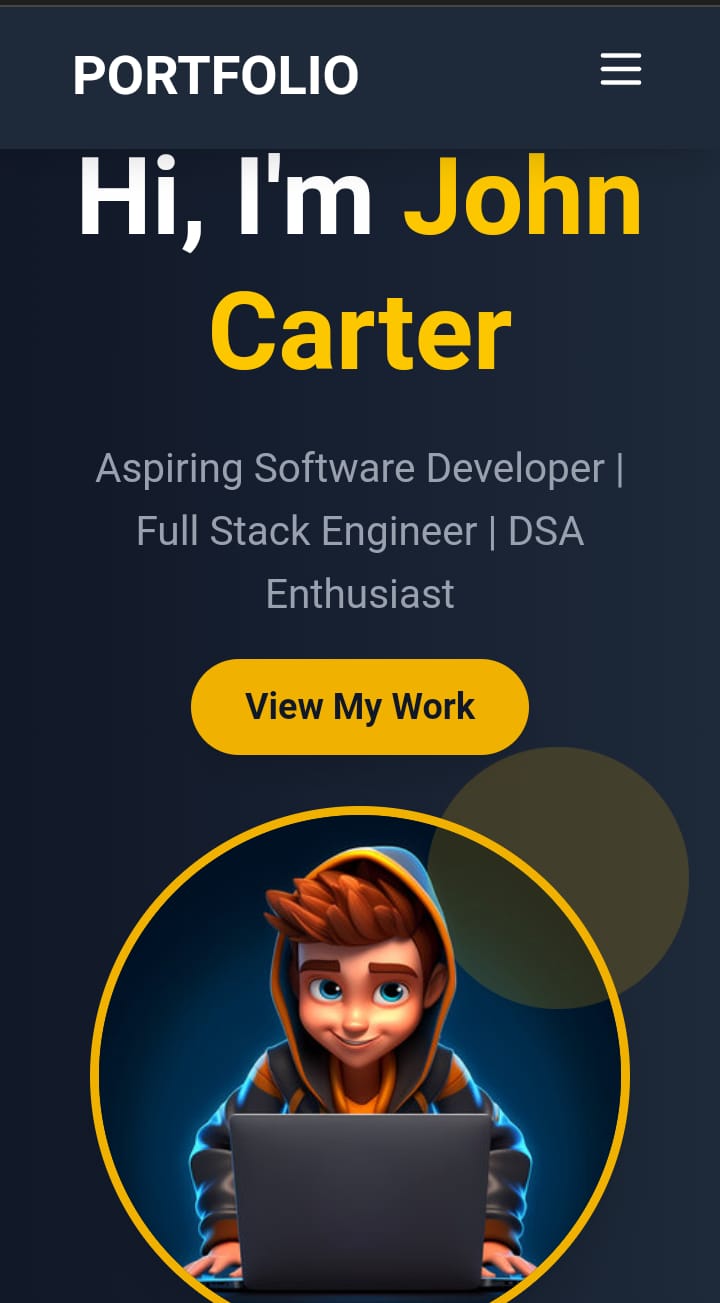 PORTFOLIO
Hi, I'm John
Carter
Aspiring Software Developer |
Full Stack Engineer | DSA
Enthusiast
View My Work